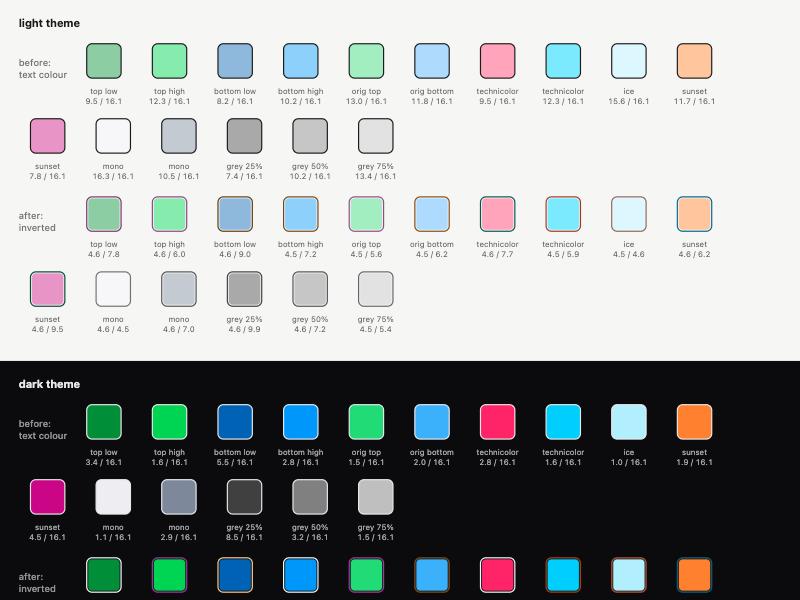 light theme
before:
text colour
top low
9.5 / 16.1
top high
12.3 / 16.1
bottom low
8.2 / 16.1
bottom high
10.2 / 16.1
orig top
13.0 / 16.1
orig bottom
11.8 / 16.1
technicolor
9.5 / 16.1
technicolor
12.3 / 16.1
ice
15.6 / 16.1
sunset
11.7 / 16.1
sunset
7.8 / 16.1
mono
16.3 / 16.1
mono
10.5 / 16.1
grey 25%
7.4 / 16.1
grey 50%
10.2 / 16.1
grey 75%
13.4 / 16.1
after:
inverted
top low
4.6 / 7.8
top high
4.6 / 6.0
bottom low
4.6 / 9.0
bottom high
4.5 / 7.2
orig top
4.5 / 5.6
orig bottom
4.5 / 6.2
technicolor
4.6 / 7.7
technicolor
4.5 / 5.9
ice
4.5 / 4.6
sunset
4.6 / 6.2
sunset
4.6 / 9.5
mono
4.6 / 4.5
mono
4.6 / 7.0
grey 25%
4.6 / 9.9
grey 50%
4.6 / 7.2
grey 75%
4.5 / 5.4
dark theme
before:
text colour
top low
3.4 / 16.1
top high
1.6 / 16.1
bottom low
5.5 / 16.1
bottom high
2.8 / 16.1
orig top
1.5 / 16.1
orig bottom
2.0 / 16.1
technicolor
2.8 / 16.1
technicolor
1.6 / 16.1
ice
1.0 / 16.1
sunset
1.9 / 16.1
sunset
4.5 / 16.1
mono
1.1 / 16.1
mono
2.9 / 16.1
grey 25%
8.5 / 16.1
grey 50%
3.2 / 16.1
grey 75%
1.5 / 16.1
after:
inverted